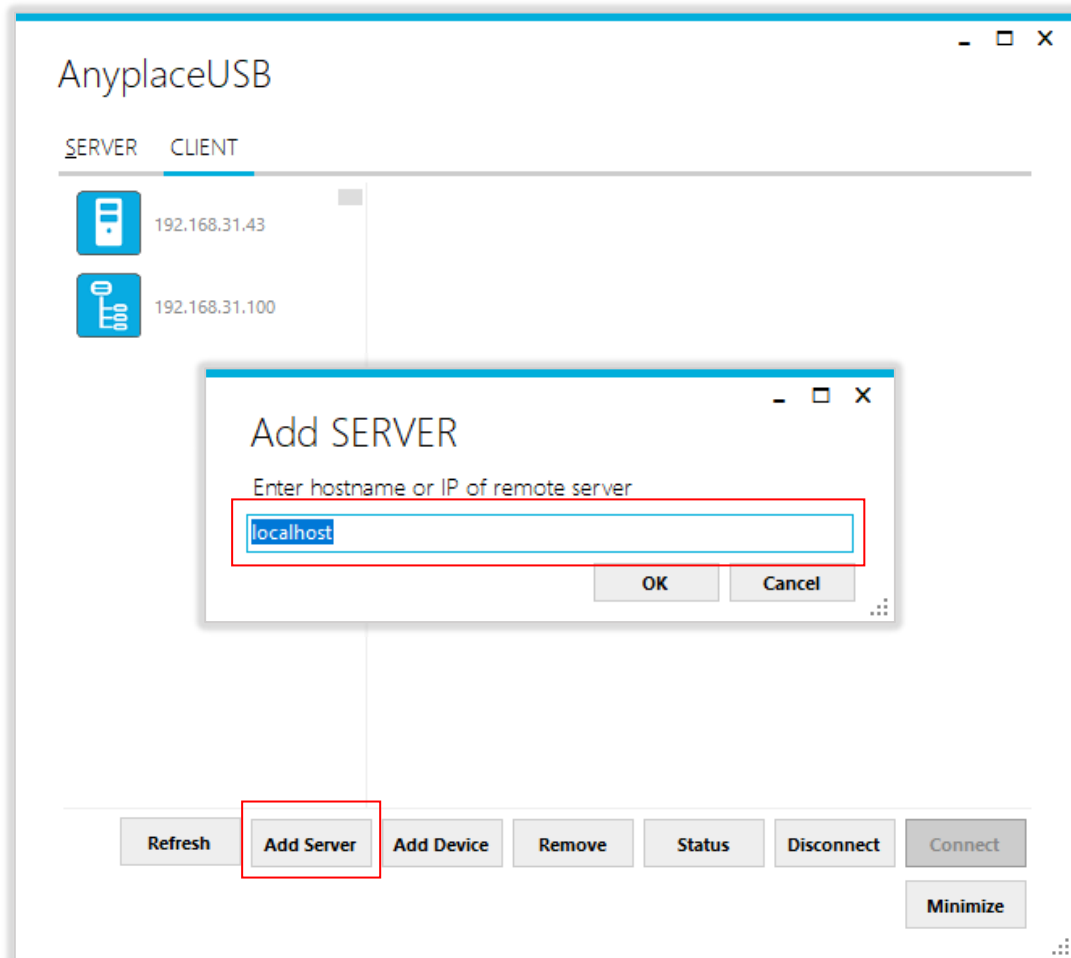 AnyplaceUSB
SERVER CLIENT
192.168.31.43
192.168.31.100
Add SERVER
Enter hostname or IP of remote server
localhost
OK Cancel
Refresh Add Server Add Device Remove Status Disconnect Connect
Minimize